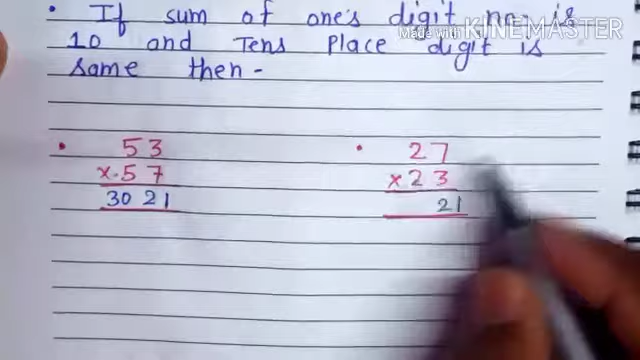 • If sum of one's digit no. is
Made with KINEMASTER
10 and Tens Place digit is
same then-
• 53
x.57
3021
• 27
x23
21